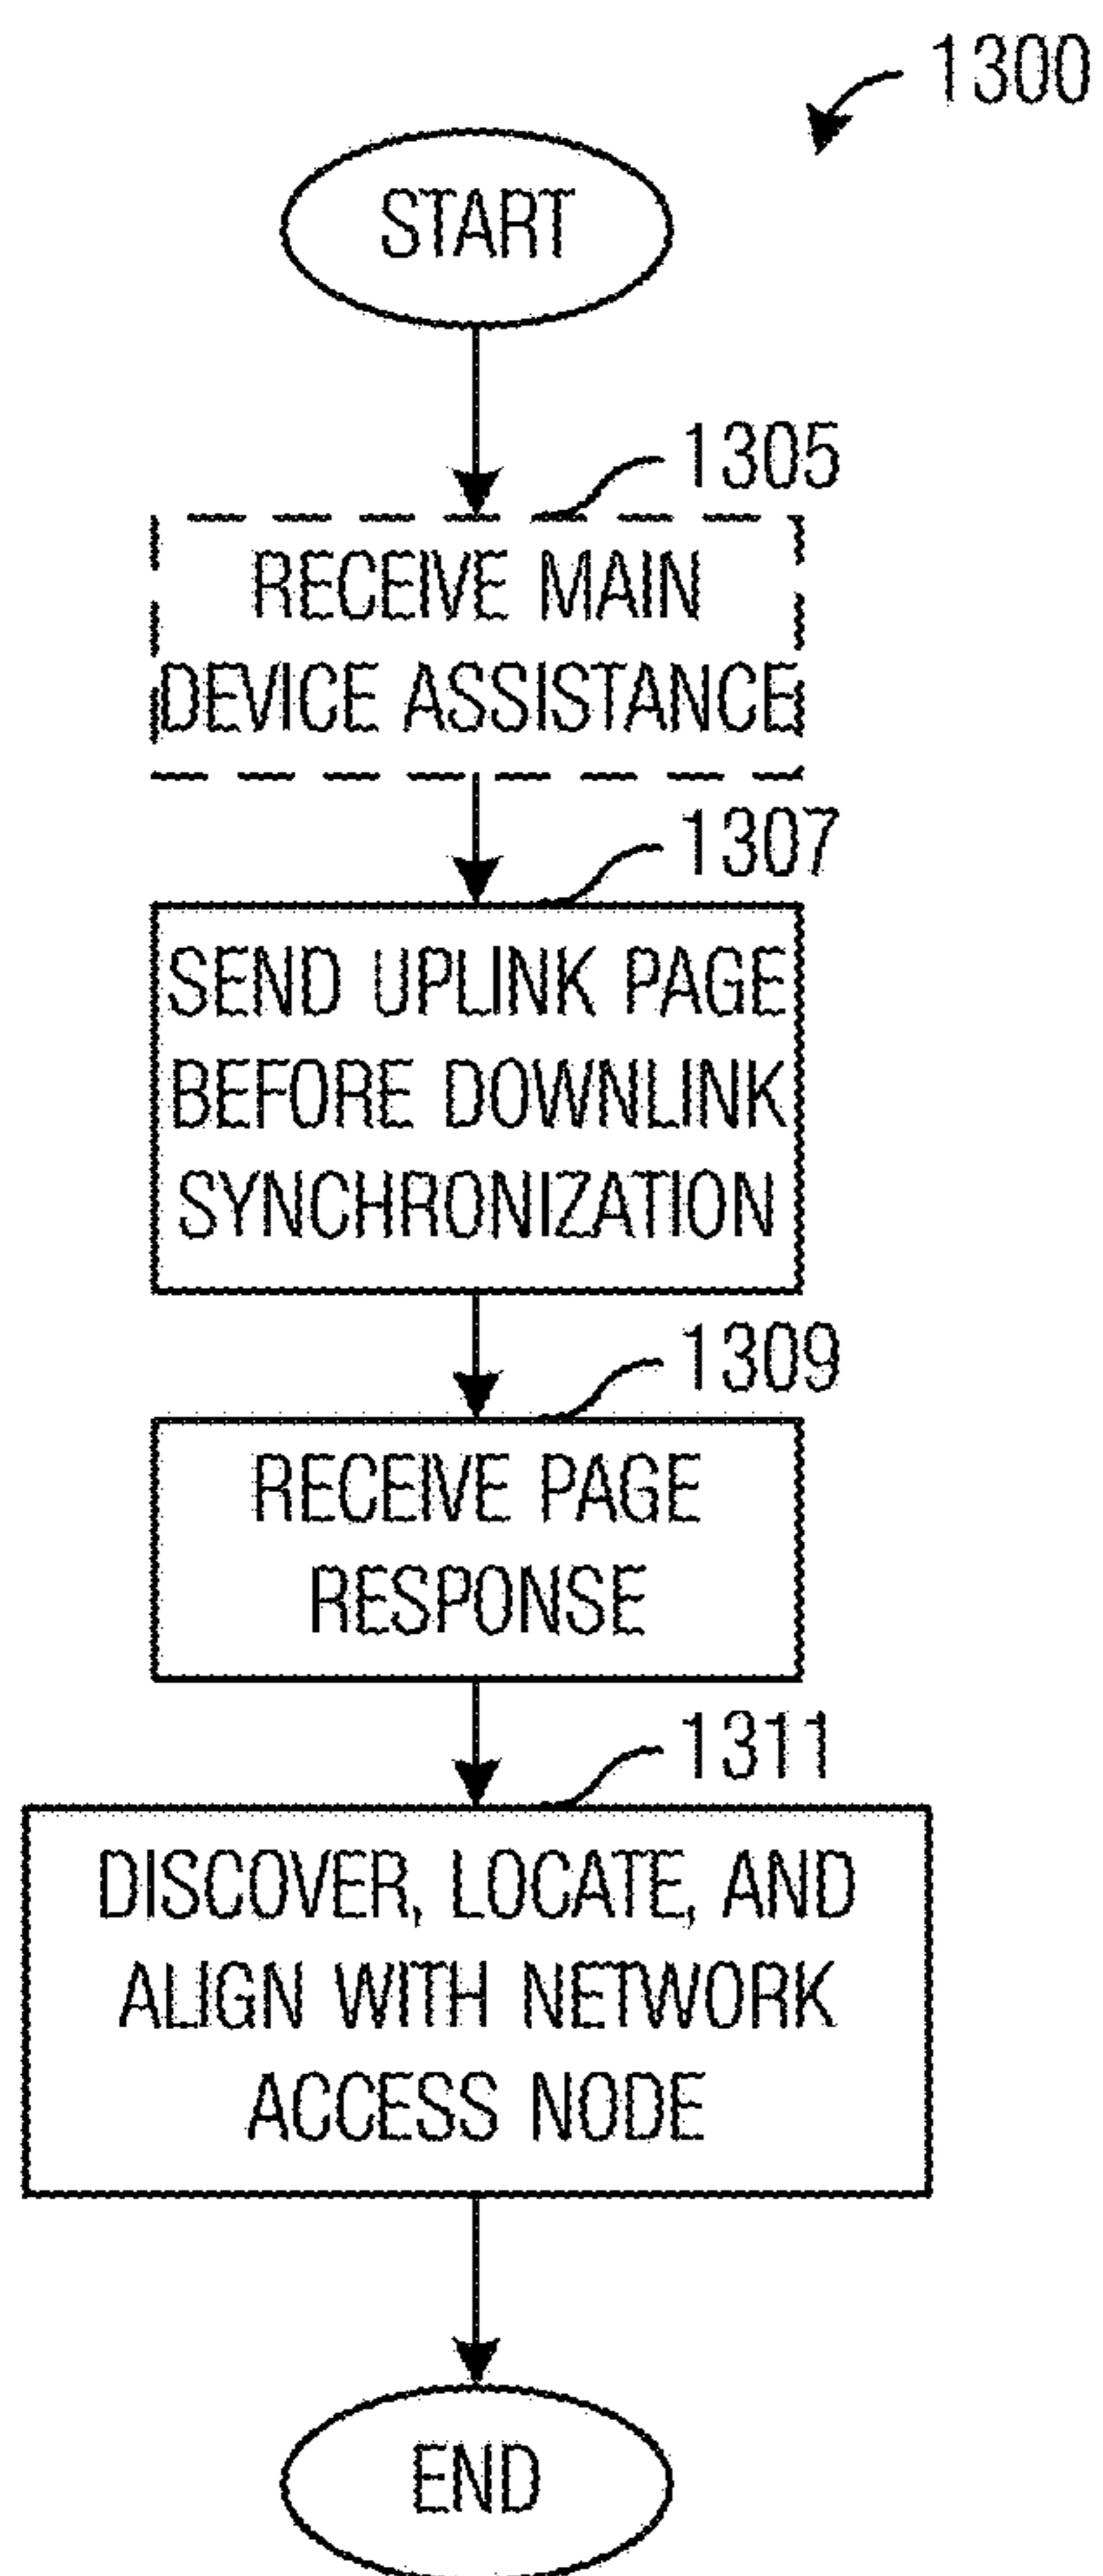 1300
START
1305
RECEIVE MAIN
DEVICE ASSISTANCE
1307
SEND UPLINK PAGE
BEFORE DOWNLINK
SYNCHRONIZATION
1309
RECEIVE PAGE
RESPONSE
1311
DISCOVER, LOCATE, AND
ALIGN WITH NETWORK
ACCESS NODE
END